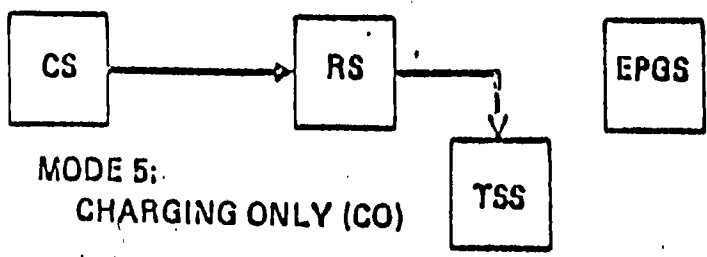 CS
RS
EPGS
TSS
MODE 5:
CHARGING ONLY (CO)